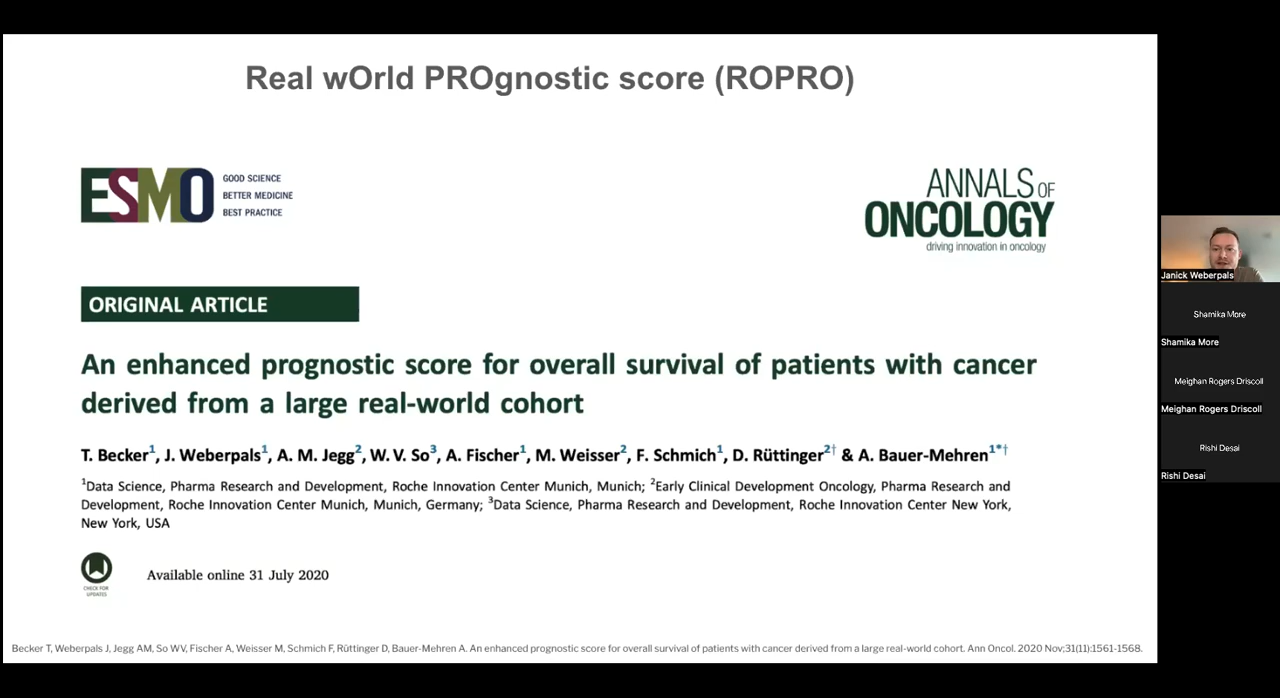 Real wOrld PROgnostic score (ROPRO)
ESMO
GOOD SCIENCE
BETTER MEDICINE
BEST PRACTICE
ANNALS OF
ONCOLOGY
driving innovation in oncology
ORIGINAL ARTICLE
An enhanced prognostic score for overall survival of patients with cancer
derived from a large real-world cohort
T. Becker1, J. Weberpals1, A. M. Jegg2, W. V. So3, A. Fischer1, M. Weisser2, F. Schmich1, D. Rüttinger2† & A. Bauer-Mehren1*†
1Data Science, Pharma Research and Development, Roche Innovation Center Munich, Munich; 2Early Clinical Development Oncology, Pharma Research and
Development, Roche Innovation Center Munich, Munich, Germany; 3Data Science, Pharma Research and Development, Roche Innovation Center New York,
New York, USA
CHECK FOR
UPDATES
Available online 31 July 2020
Becker T, Weberpals J, Jegg AM, So WV, Fischer A, Weisser M, Schmich F, Rüttinger D, Bauer-Mehren A. An enhanced prognostic score for overall survival of patients with cancer derived from a large real-world cohort. Ann Oncol. 2020 Nov;31(11):1561-1568.
Janick Weberpals
Shamika More
Shamika More
Meighan Rogers Driscoll
Meighan Rogers Driscoll
Rishi Desai
Rishi Desai